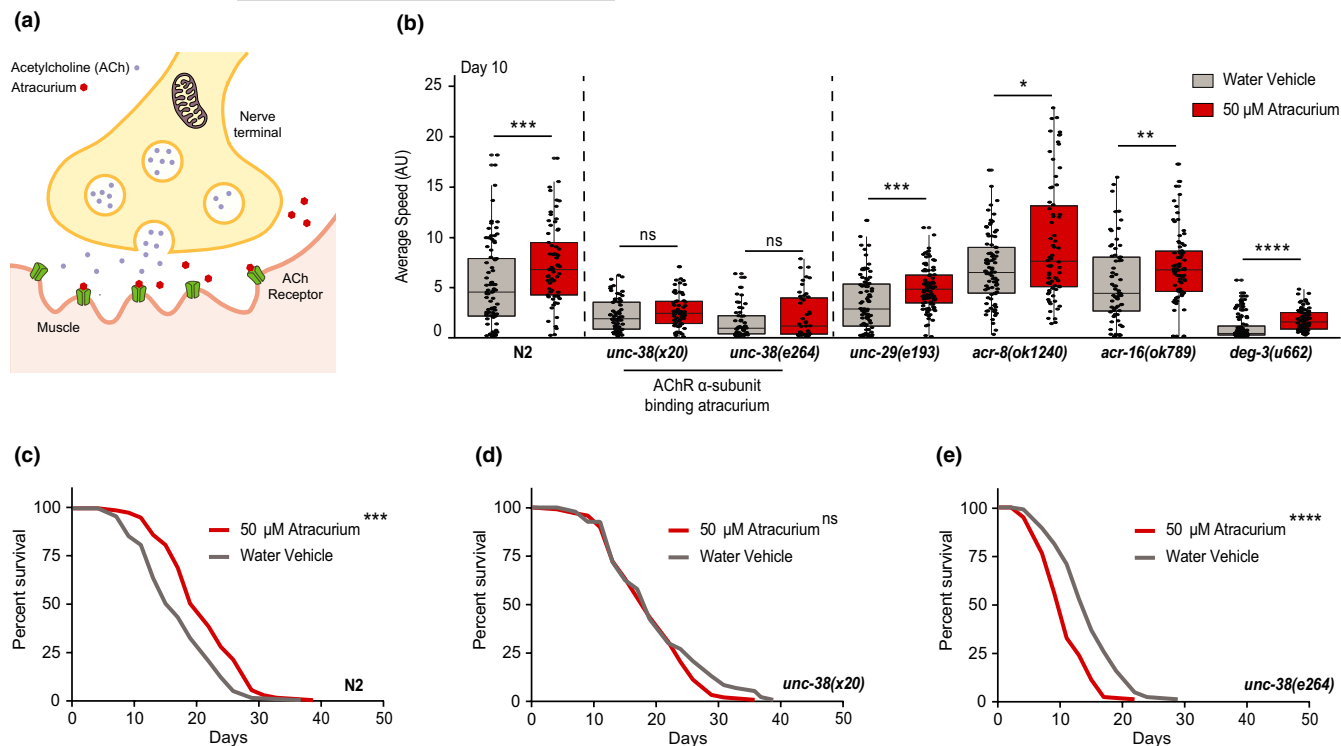 (a)
Acetylcholine (ACh)
Atracurium
Nerve
terminal
ACh
Receptor
Muscle
(b)
Day 10
Water Vehicle
50 µM Atracurium
Average Speed (AU)
25
20
15
10
5
0
***
ns
ns
***
*
**
****
N2
unc-38(x20)
unc-38(e264)
unc-29(e193)
acr-8(ok1240)
acr-16(ok789)
deg-3(u662)
AChR α-subunit
binding atracurium
(c)
Percent survival
100
75
50
25
0
50 µM Atracurium ***
Water Vehicle
N2
0 10 20 30 40 50
Days
(d)
Percent survival
100
75
50
25
0
50 µM Atracurium ns
Water Vehicle
unc-38(x20)
0 10 20 30 40 50
Days
(e)
Percent survival
100
75
50
25
0
50 µM Atracurium ****
Water Vehicle
unc-38(e264)
0 10 20 30 40 50
Days